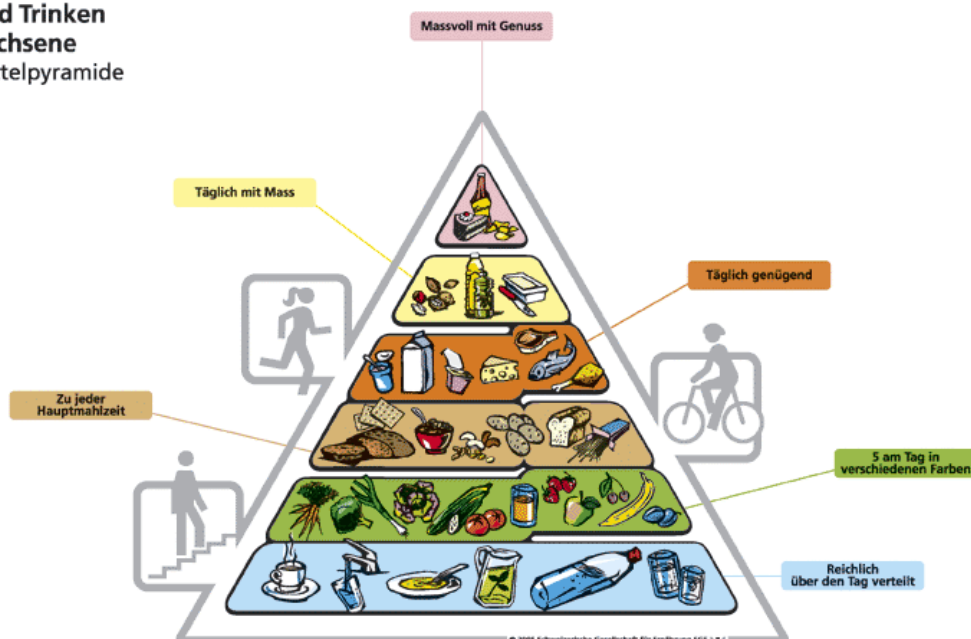 d Trinken
chsene
telpyramide
Massvoll mit Genuss
Täglich mit Mass
Täglich genügend
Zu jeder
Hauptmahlzeit
5 am Tag in
verschiedenen Farben
Reichlich
über den Tag verteilt